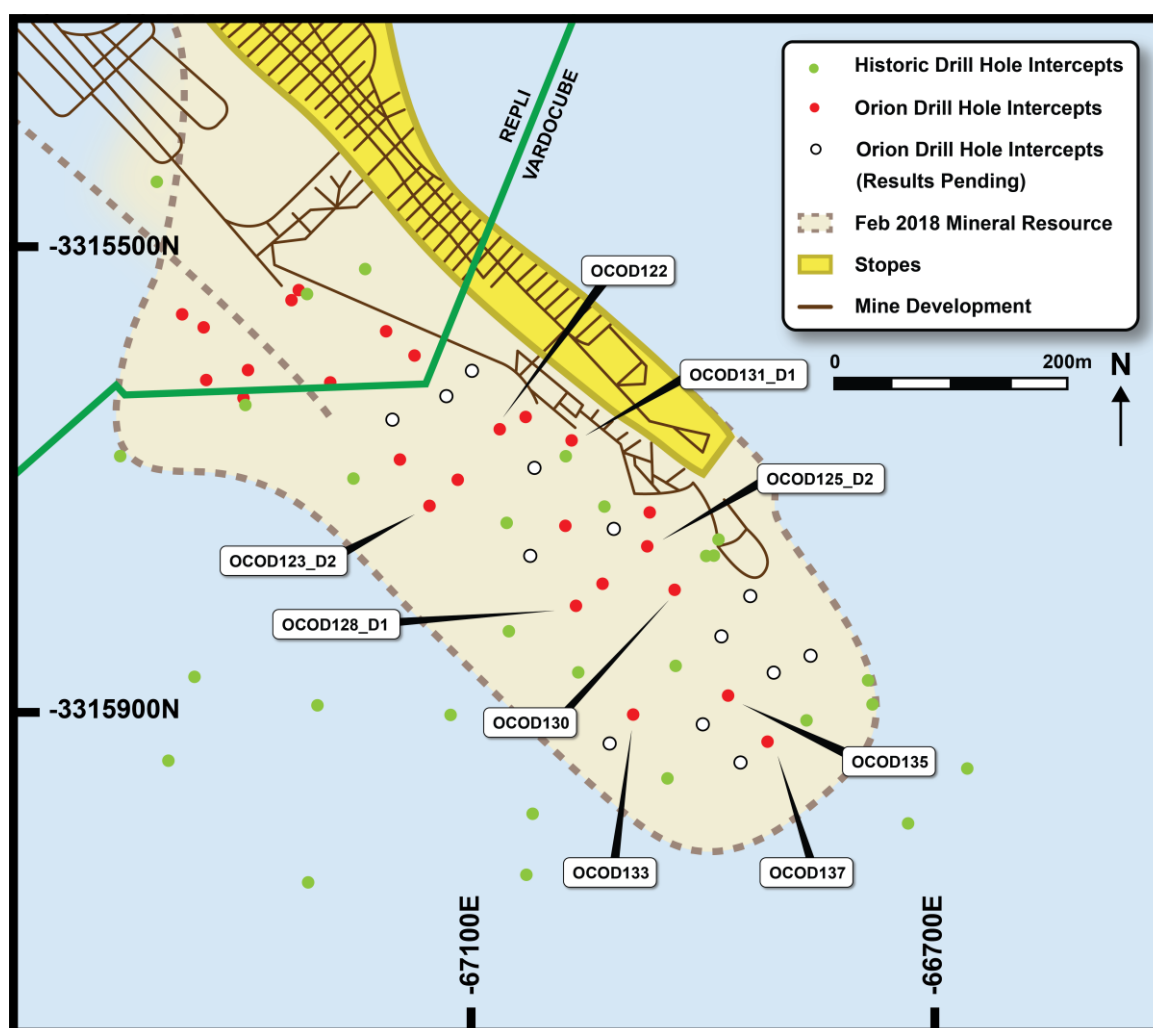 Historic Drill Hole Intercepts
Orion Drill Hole Intercepts
Orion Drill Hole Intercepts
(Results Pending)
Feb 2018 Mineral Resource
Stopes
Mine Development
REPLI
VARDOCUBE
-3315500N
OCOD122
0
200m
N
OCOD131_D1
OCOD125_D2
OCOD123_D2
OCOD128_D1
-3315900N
OCOD130
OCOD135
OCOD133
OCOD137
-67100E
-66700E